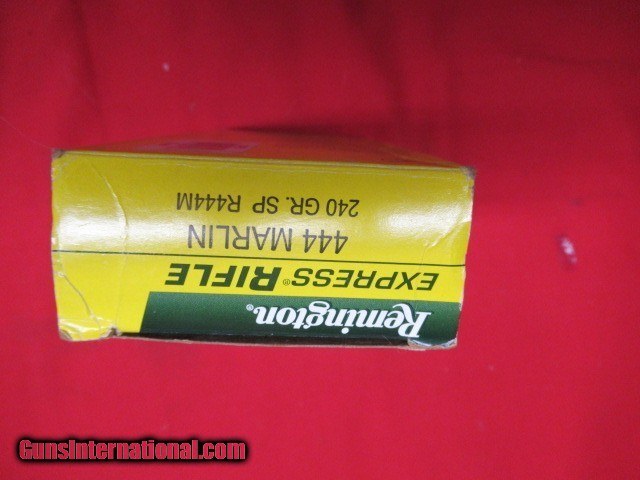 Remington®
EXPRESS® RIFLE
444 MARLIN
240 GR. SP R444M
GunsInternational.com